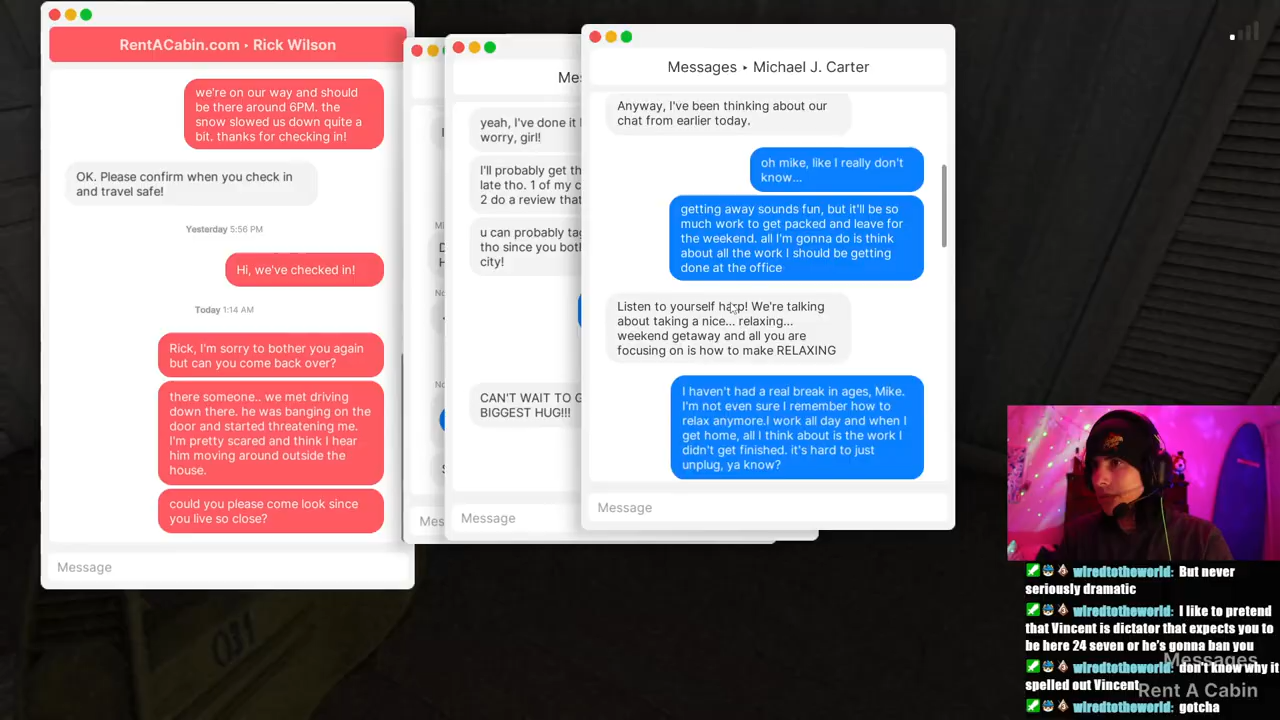 RentACabin.com • Rick Wilson
we're on our way and should
be there around 6PM. the
snow slowed us down quite a
bit. thanks for checking in!
OK. Please confirm when you check in
and travel safe!
Yesterday 5:56 PM
Hi, we've checked in!
Today 1:14 AM
Rick, I'm sorry to bother you again
but can you come back over?
there someone.. we met driving
down there. he was banging on the
door and started threatening me.
I'm pretty scared and think I hear
him moving around outside the
house.
could you please come look since
you live so close?
Message
Mes
yeah, I've done it
worry, girl!
I'll probably get th
late tho. 1 of my c
2 do a review that
u can probably tag
tho since you bot
city!
CAN'T WAIT TO G
BIGGEST HUG!!!
Message
Messages ‣ Michael J. Carter
Anyway, I've been thinking about our
chat from earlier today.
oh mike, like I really don't
know...
getting away sounds fun, but it'll be so
much work to get packed and leave for
the weekend. all I'm gonna do is think
about all the work I should be getting
done at the office
Listen to yourself hap! We're talking
about taking a nice... relaxing...
weekend getaway and all you are
focusing on is how to make RELAXING
I haven't had a real break in ages, Mike.
I'm not even sure I remember how to
relax anymore.I work all day and when I
get home, all I think about is the work I
didn't get finished. it's hard to just
unplug, ya know?
Message
w1redtotheworld: But never
seriously dramatic
w1redtotheworld: I like to pretend
that Vincent is dictator that expects you to
be here 24 seven or he's gonna ban you
w1redtotheworld: don't know why it
spelled out Vincent
w1redtotheworld: gotcha
Messages
Rent A Cabin
031